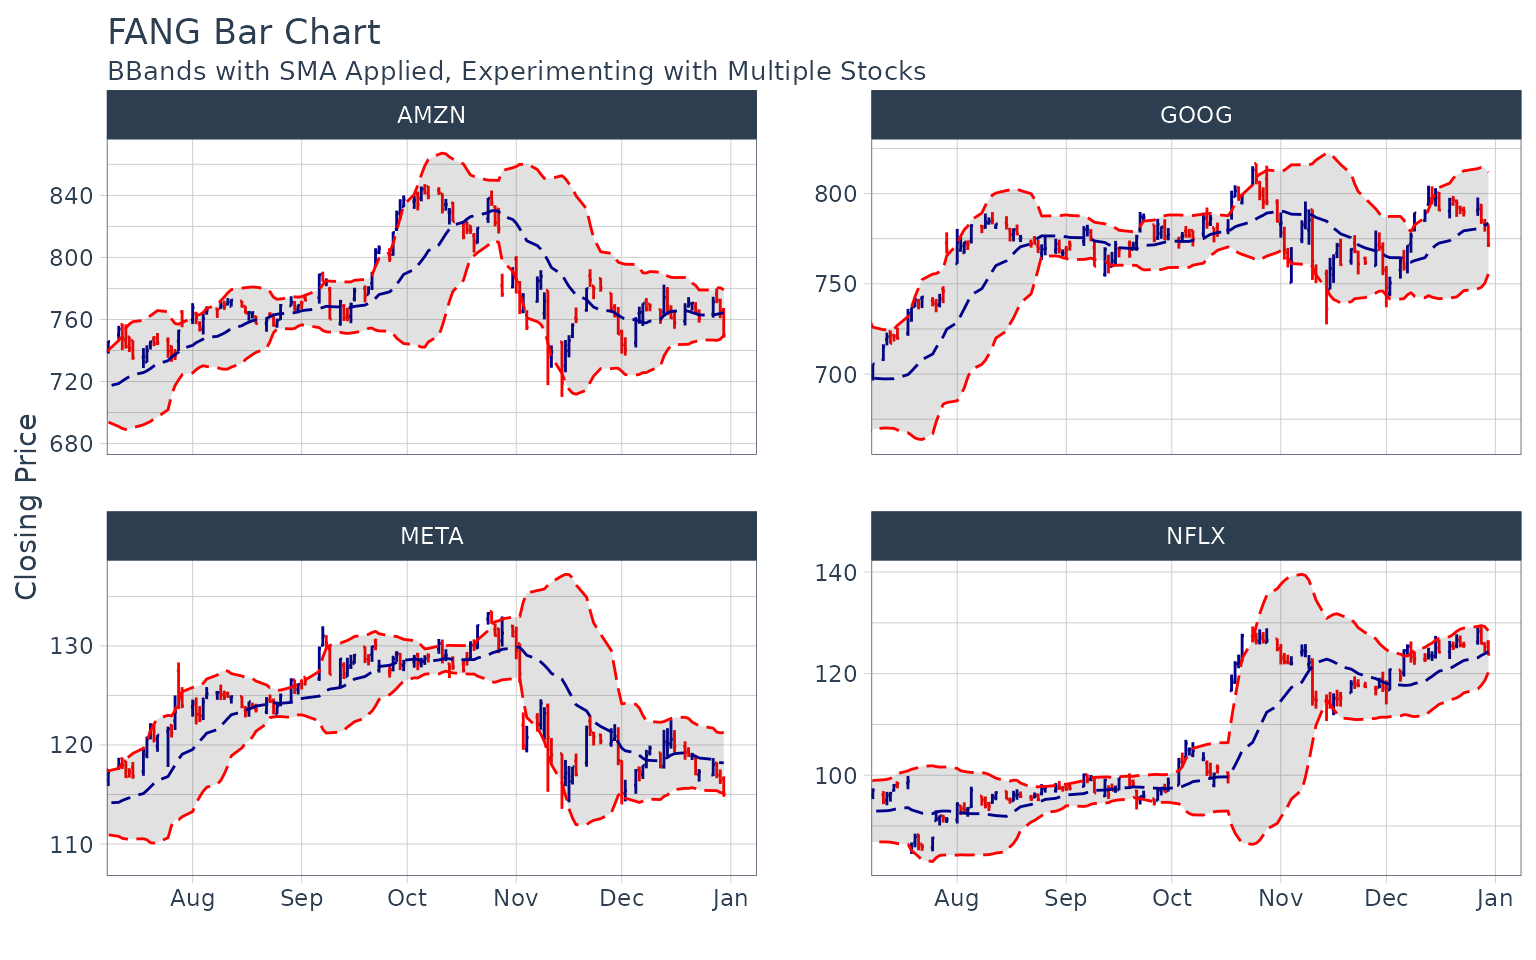 FANG Bar Chart
BBands with SMA Applied, Experimenting with Multiple Stocks
Closing Price
AMZN
840
800
760
720
680
GOOG
800
750
700
META
130
120
110
Aug Sep Oct Nov Dec Jan
NFLX
140
120
100
Aug Sep Oct Nov Dec Jan